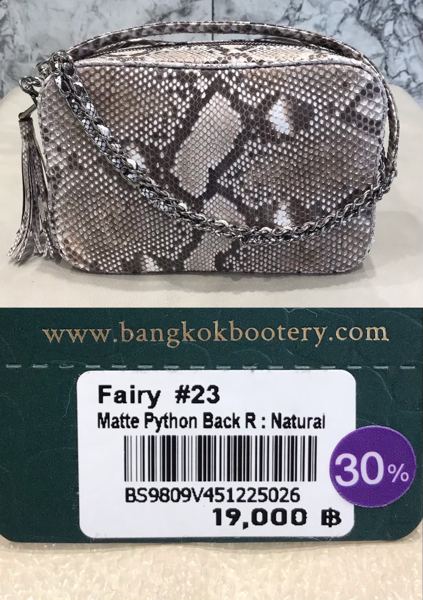 www.bangkokbootery.com
Fairy #23
Matte Python Back R : Natural
30%
BS9809V451225026
19,000 ฿